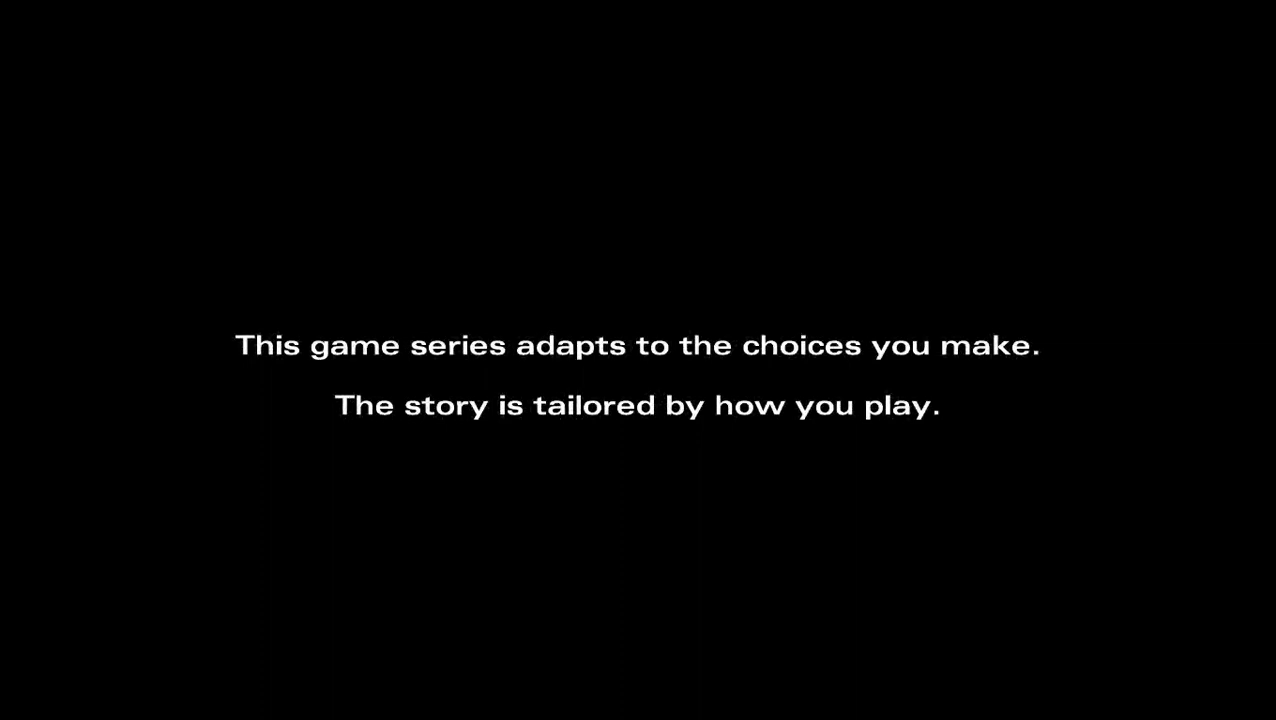 This game series adapts to the choices you make.
The story is tailored by how you play.